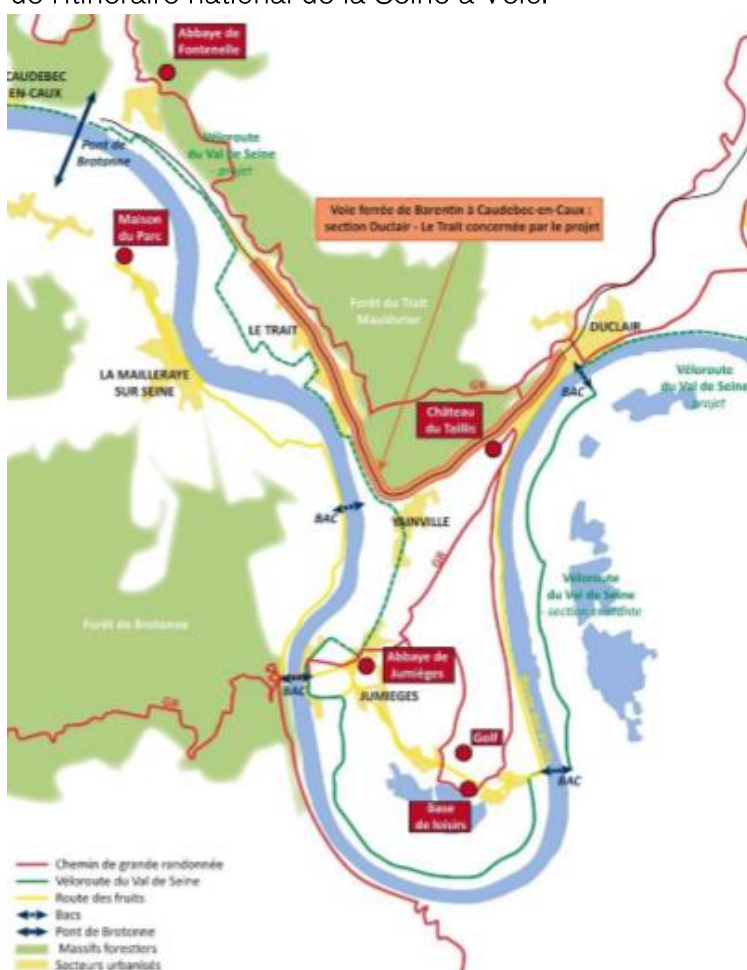 de l'itinéraire national de la Seine à Vélo.
Abbaye de
Fontenelle
CAUDEBEC
EN-CAUX
Pont de
Brotonne
Véloroute
du Val de Seine
- projet
Maison
du Parc
Voie ferrée de Barentin à Caudebec-en-Caux :
section Duclair - Le Trait concernée par le projet
Forêt du Trait
Maulévrier
LE TRAIT
DUCLAIR
LA MAILLERAYE
SUR SEINE
GR
BAC
Véloroute
du Val de Seine
projet
Château
du Taillis
BAC
YAINVILLE
GR
Véloroute
du Val de Seine
- section existante
Forêt de Brotonne
Abbaye de
Jumièges
BAC
JUMIEGES
GR
Golf
BAC
Base
de loisirs
Chemin de grande randonnée
Véloroute du Val de Seine
Route des fruits
Bacs
Pont de Brotonne
Massifs forestiers
Secteurs urbanisés